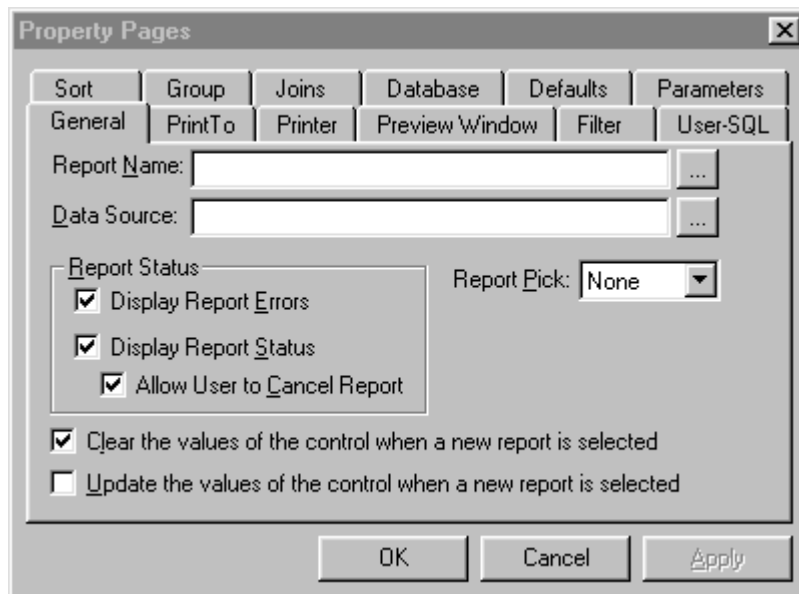 Property Pages
Sort Group Joins Database Defaults Parameters
General PrintTo Printer Preview Window Filter User-SQL
Report Name: ...
Data Source: ...
Report Status
Report Pick: None
Display Report Errors
Display Report Status
Allow User to Cancel Report
Clear the values of the control when a new report is selected
Update the values of the control when a new report is selected
OK Cancel Apply